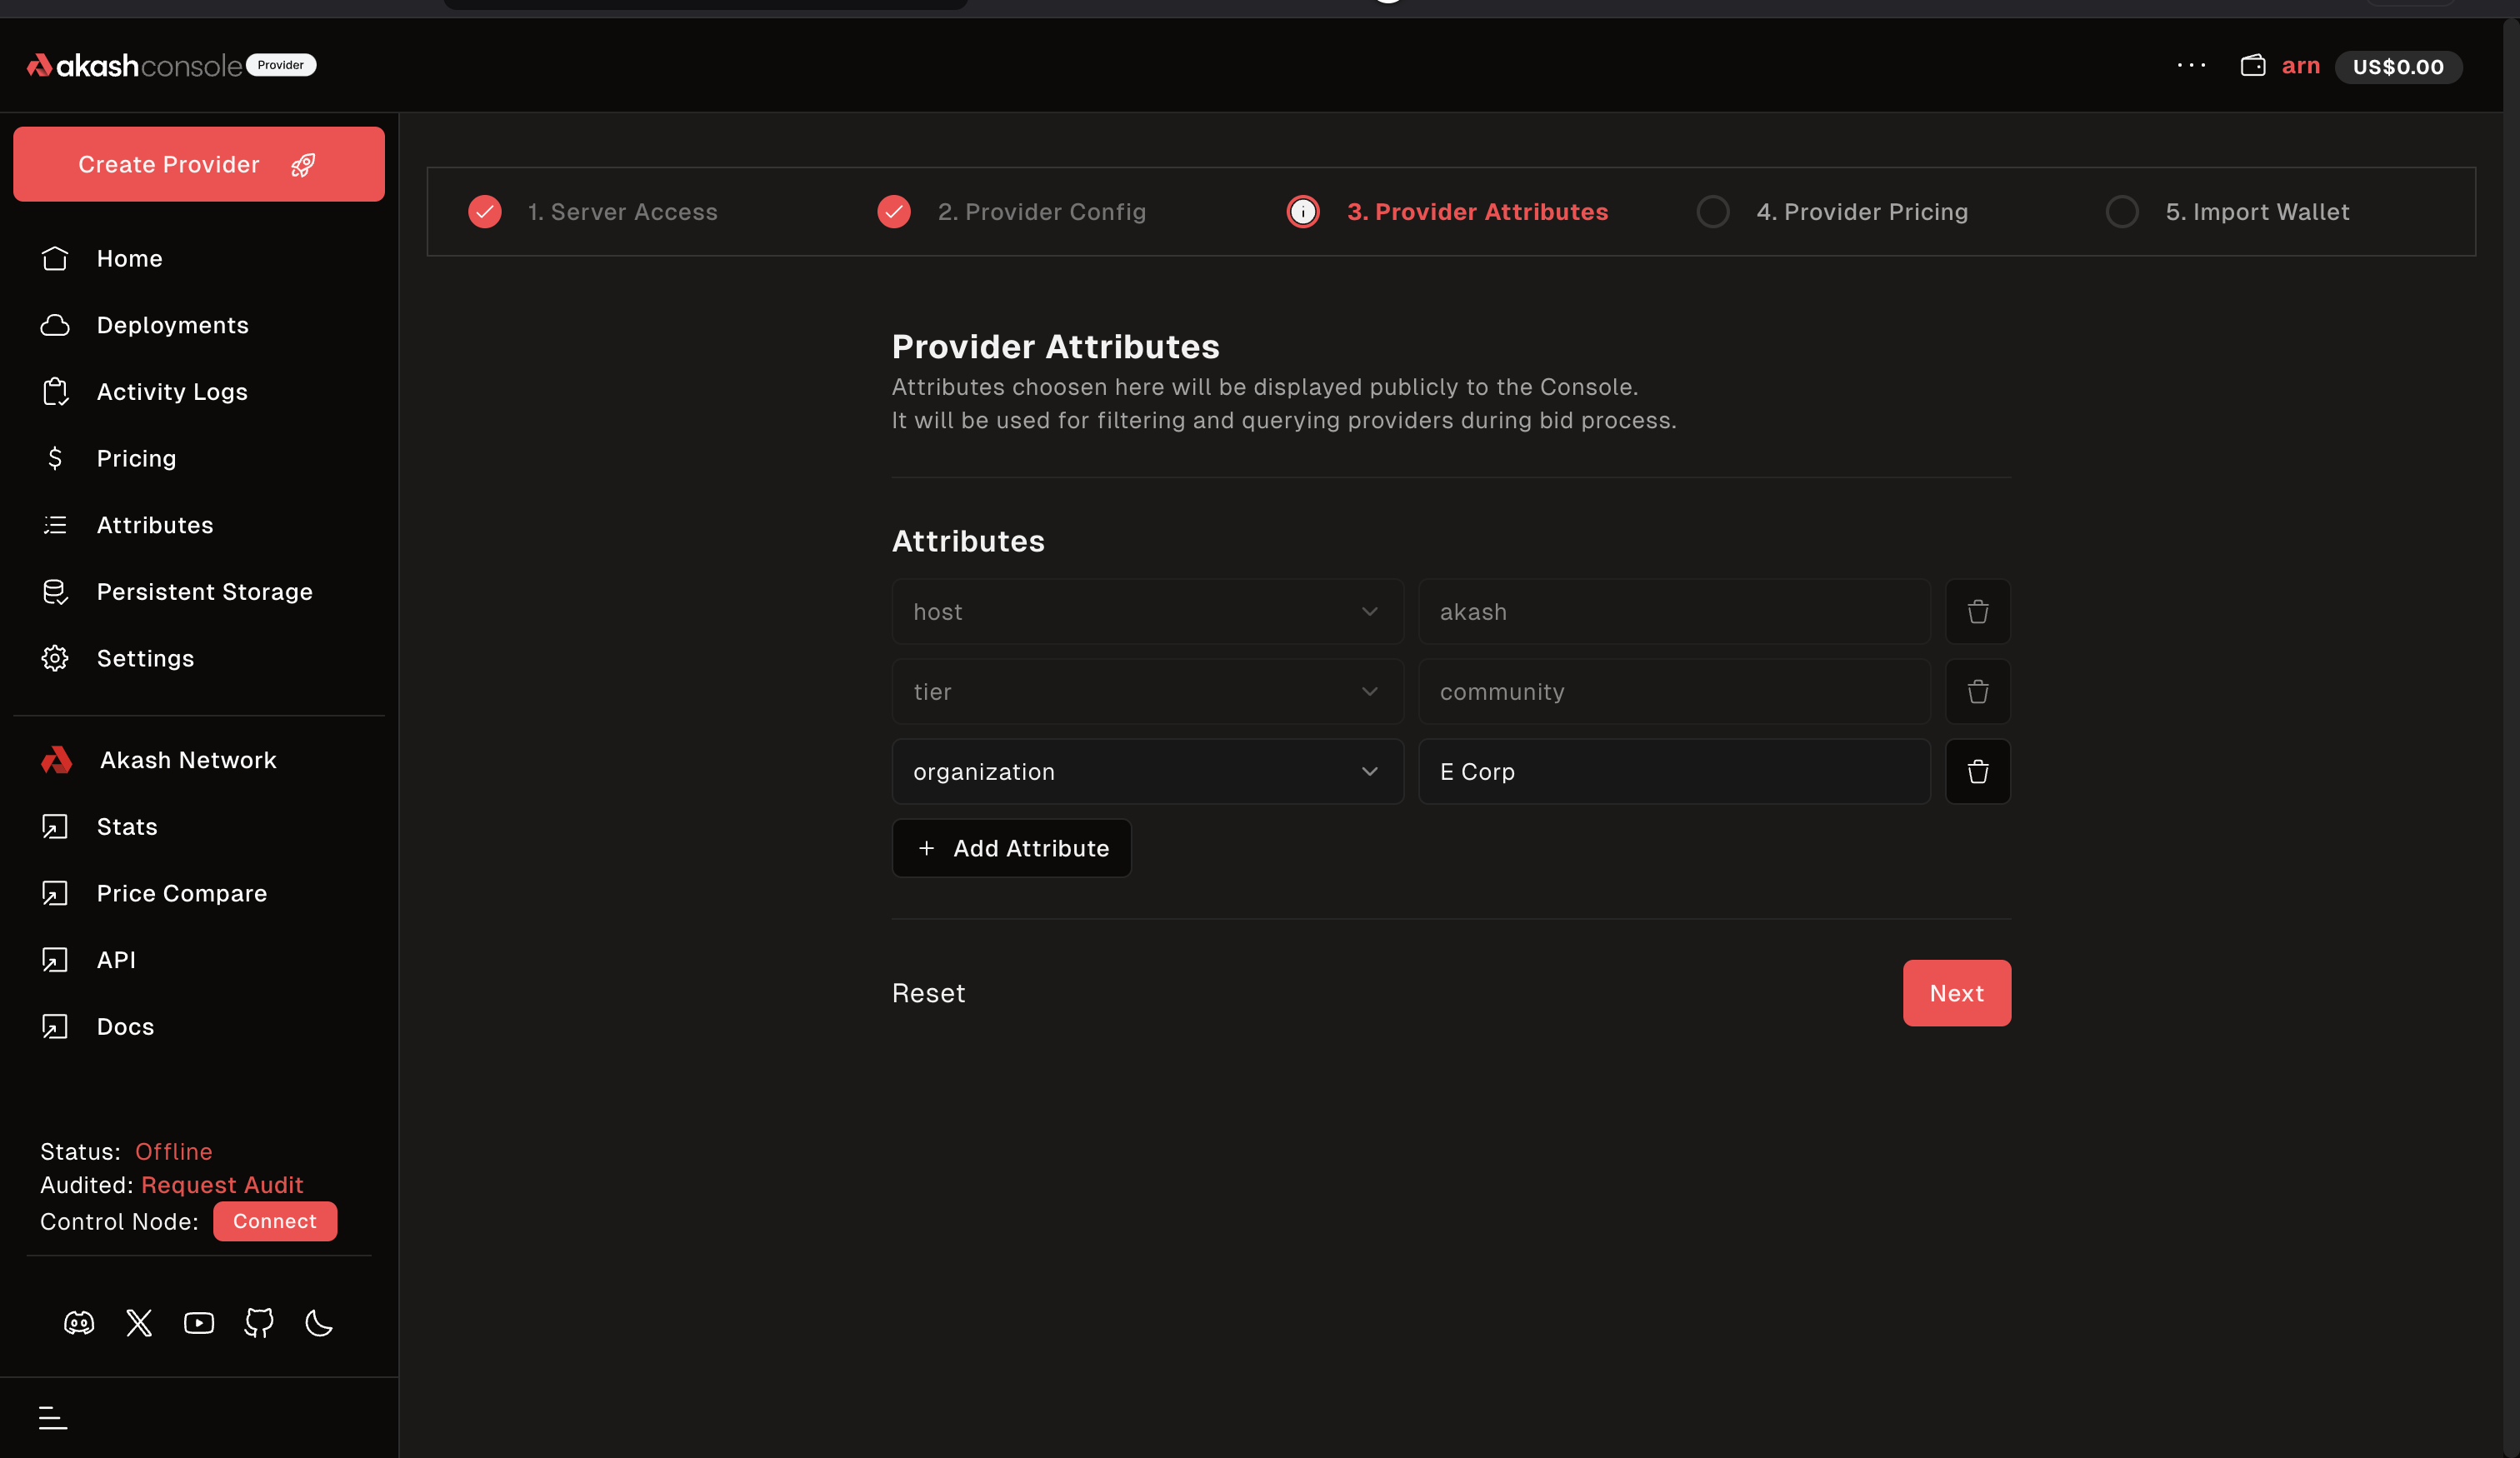 akashconsole Provider
··· arn US$0.00
Create Provider
Home
Deployments
Activity Logs
Pricing
Attributes
Persistent Storage
Settings
Akash Network
Stats
Price Compare
API
Docs
Status: Offline
Audited: Request Audit
Control Node: Connect
1. Server Access
2. Provider Config
3. Provider Attributes
4. Provider Pricing
5. Import Wallet
Provider Attributes
Attributes choosen here will be displayed publicly to the Console.
It will be used for filtering and querying providers during bid process.
Attributes
host akash
tier community
organization E Corp
+ Add Attribute
Reset Next